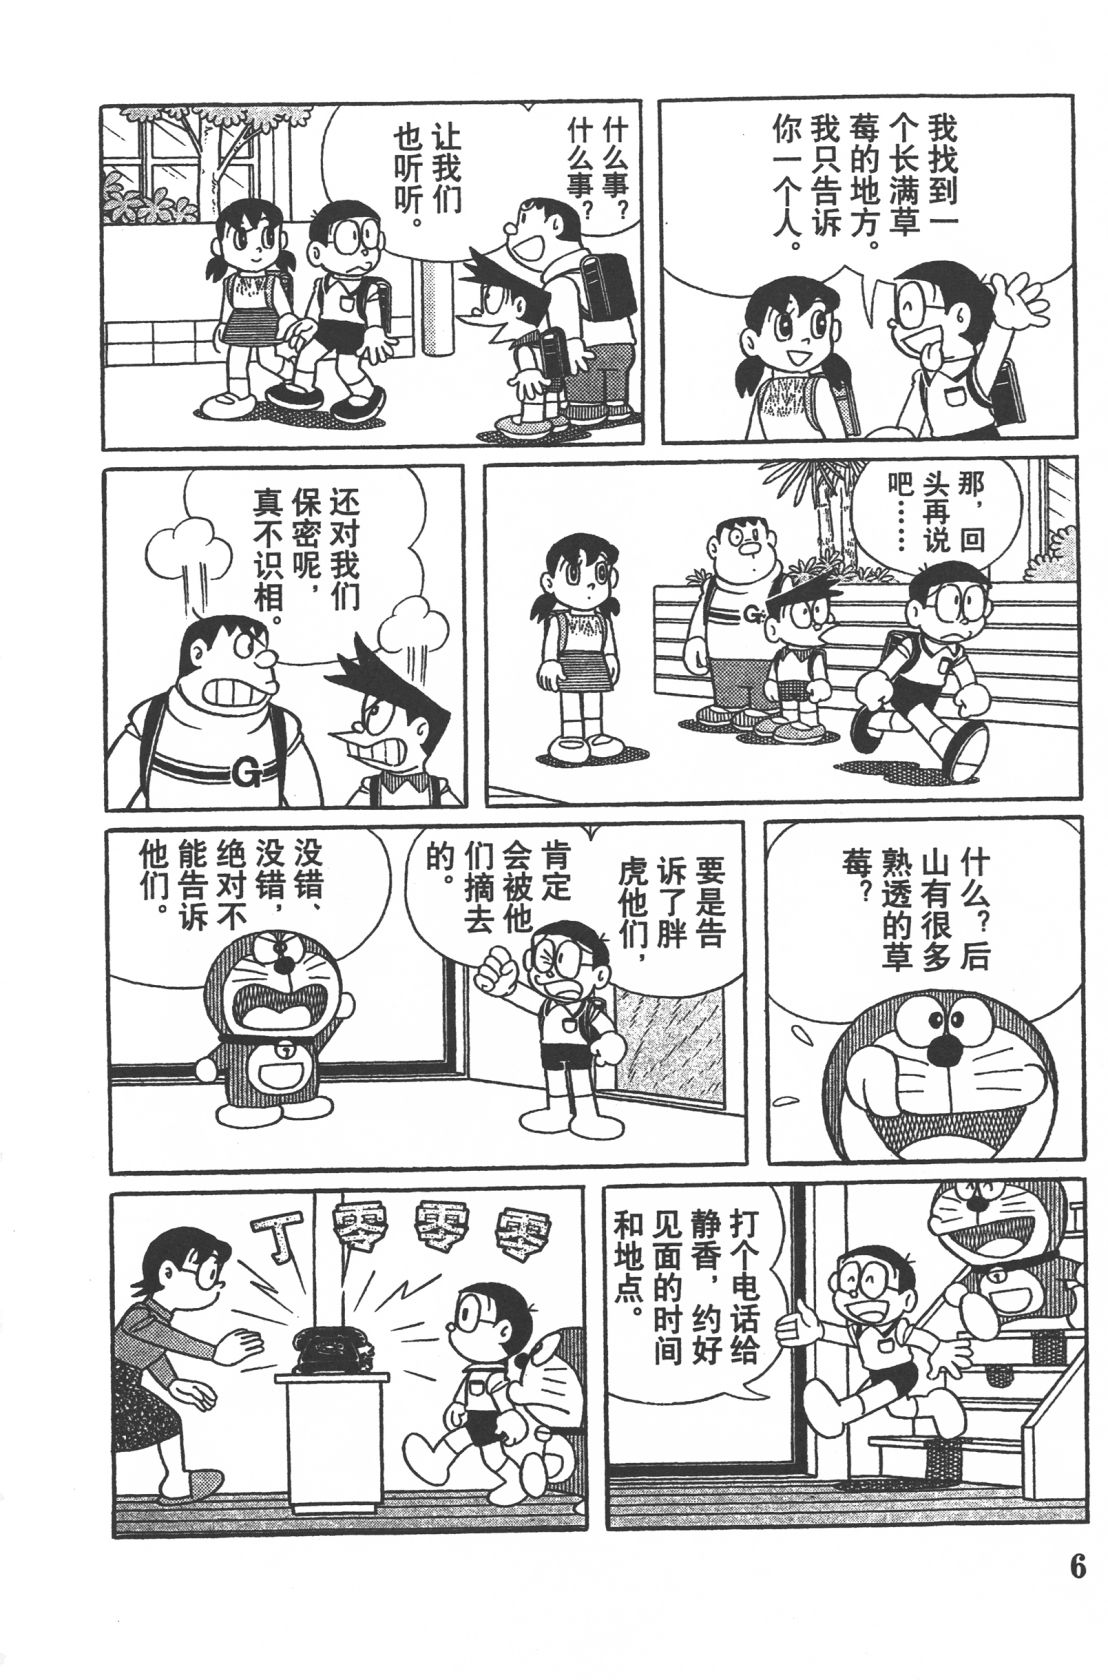 我找到一
个长满草
莓的地方。
我只告诉
你一个人。
什么事？
什么事？
让我们
也听听。
那，回
头再说
吧……
还对我们
保密呢，
真不识相。
G
G
什么？后
山有很多
熟透的草
莓？
要是告
诉了胖
虎他们，
肯定
会被他
们摘去
的。
没错、
没错，
绝对不
能告诉
他们。
打个电话给
静香，约好
见面的时间
和地点。
丁零零零
6